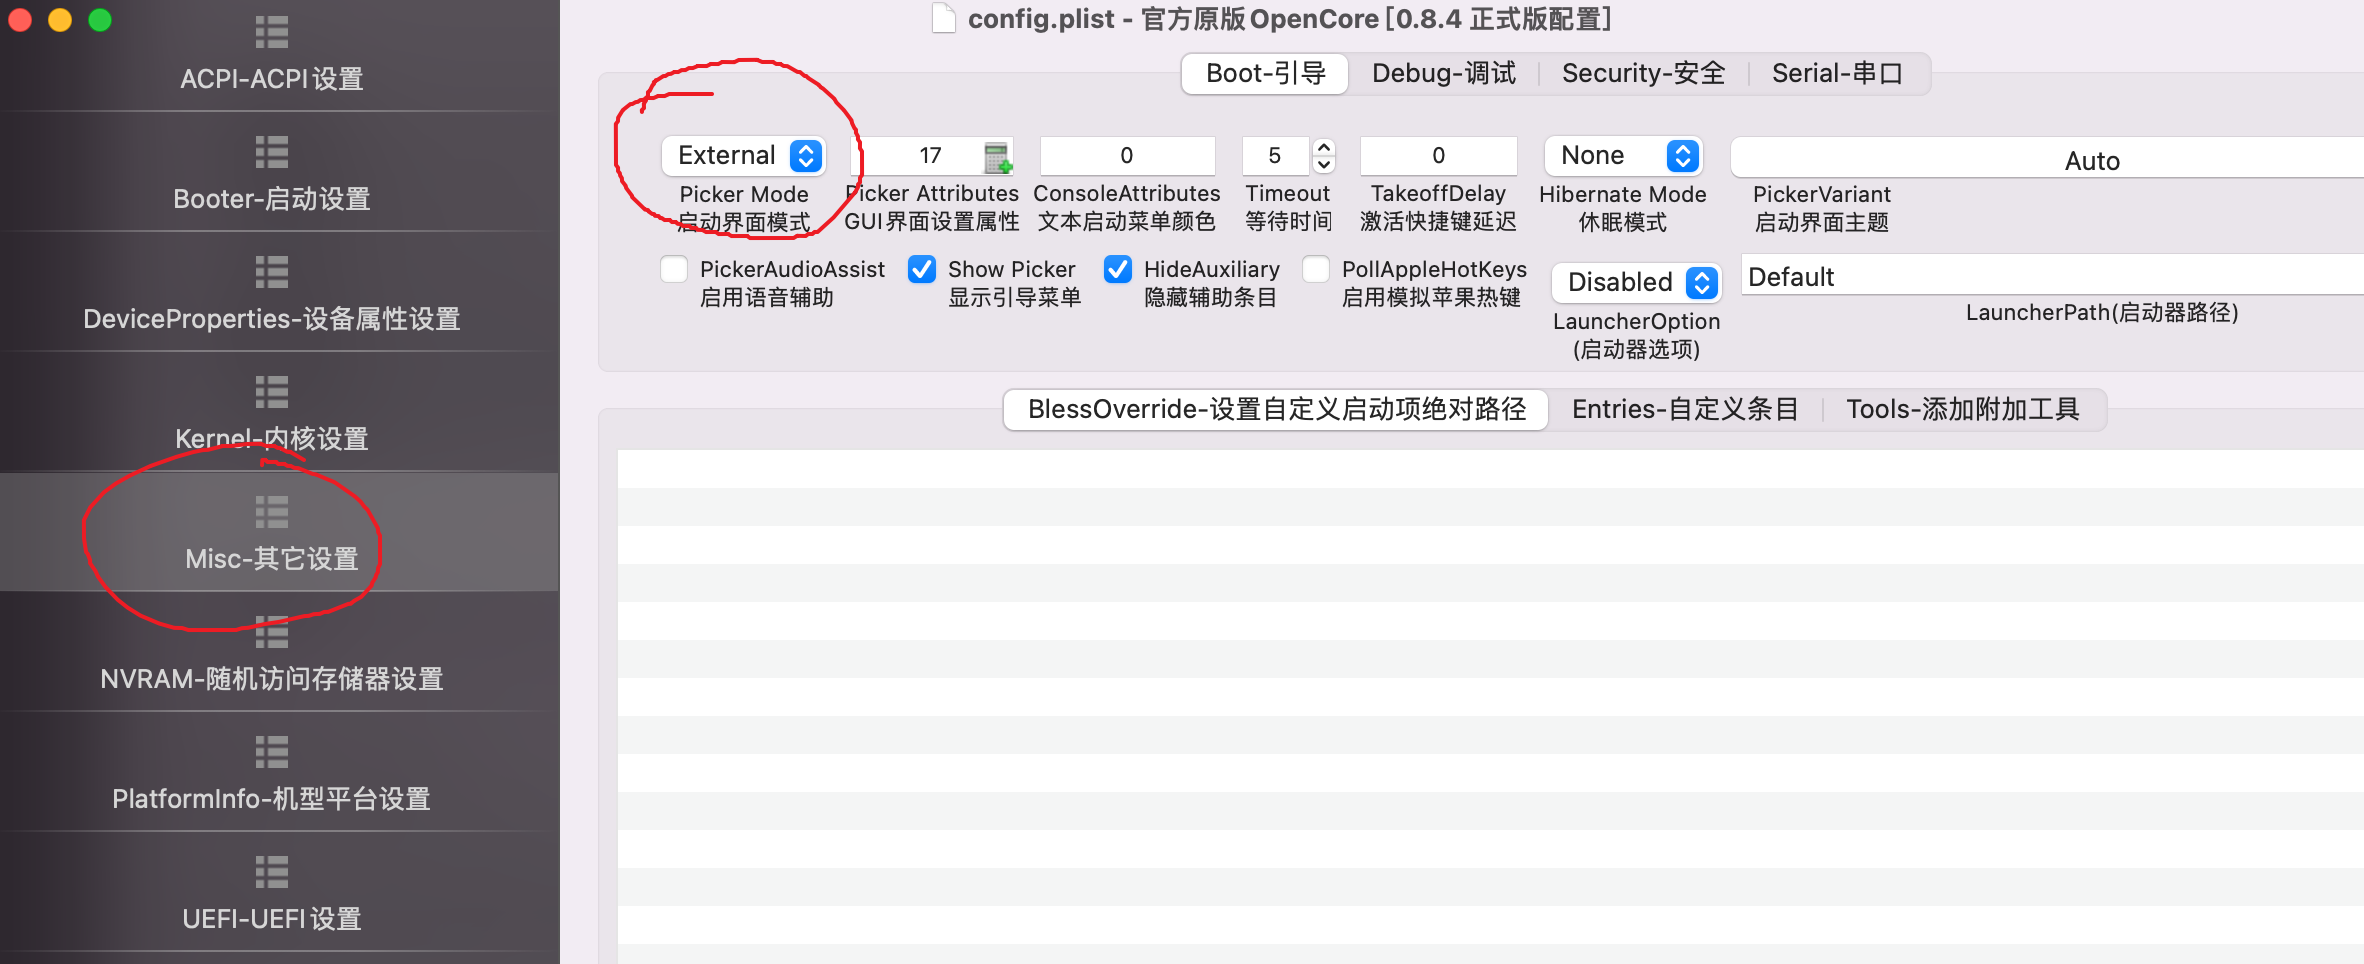 config.plist - 官方原版OpenCore[0.8.4 正式版配置]
ACPI-ACPI设置
Booter-启动设置
DeviceProperties-设备属性设置
Kernel-内核设置
Misc-其它设置
NVRAM-随机访问存储器设置
PlatformInfo-机型平台设置
UEFI-UEFI设置
Boot-引导 Debug-调试 Security-安全 Serial-串口
External 17 0 5 0 None Auto
Picker Mode Picker Attributes ConsoleAttributes Timeout TakeoffDelay Hibernate Mode PickerVariant
启动界面模式 GUI界面设置属性 文本启动菜单颜色 等待时间 激活快捷键延迟 休眠模式 启动界面主题
PickerAudioAssist Show Picker HideAuxiliary PollAppleHotKeys Disabled Default
启用语音辅助 显示引导菜单 隐藏辅助条目 启用模拟苹果热键
LauncherOption LauncherPath(启动器路径)
(启动器选项)
BlessOverride-设置自定义启动项绝对路径 Entries-自定义条目 Tools-添加附加工具